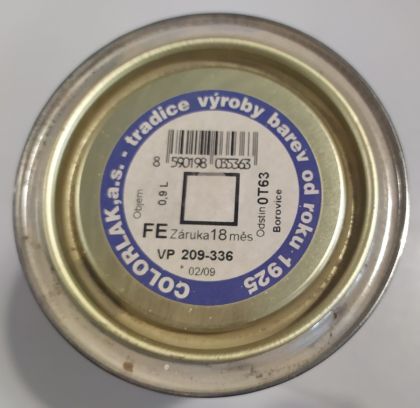 COLORLAK,a.s. - tradice výroby barev od roku 1925
8 590198 035363
Objem
0,9 L
Odstín 0T63
Borovice
FE Záruka 18 měs
VP 209-336
* 02/09